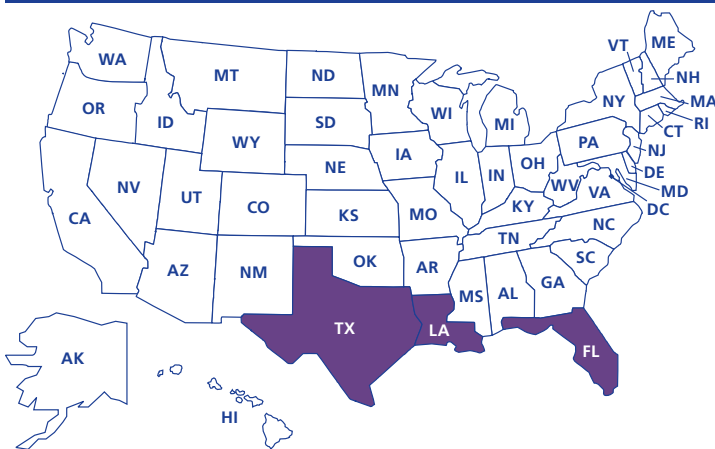 WA
MT
ND
MN
VT
ME
NH
MA
RI
CT
NY
OR
ID
SD
WI
MI
WY
PA
NJ
IA
NE
OH
DE
IL
IN
MD
WV
VA
DC
NV
UT
CO
KS
MO
KY
CA
NC
TN
AZ
NM
OK
AR
SC
MS
AL
GA
TX
LA
FL
AK
HI